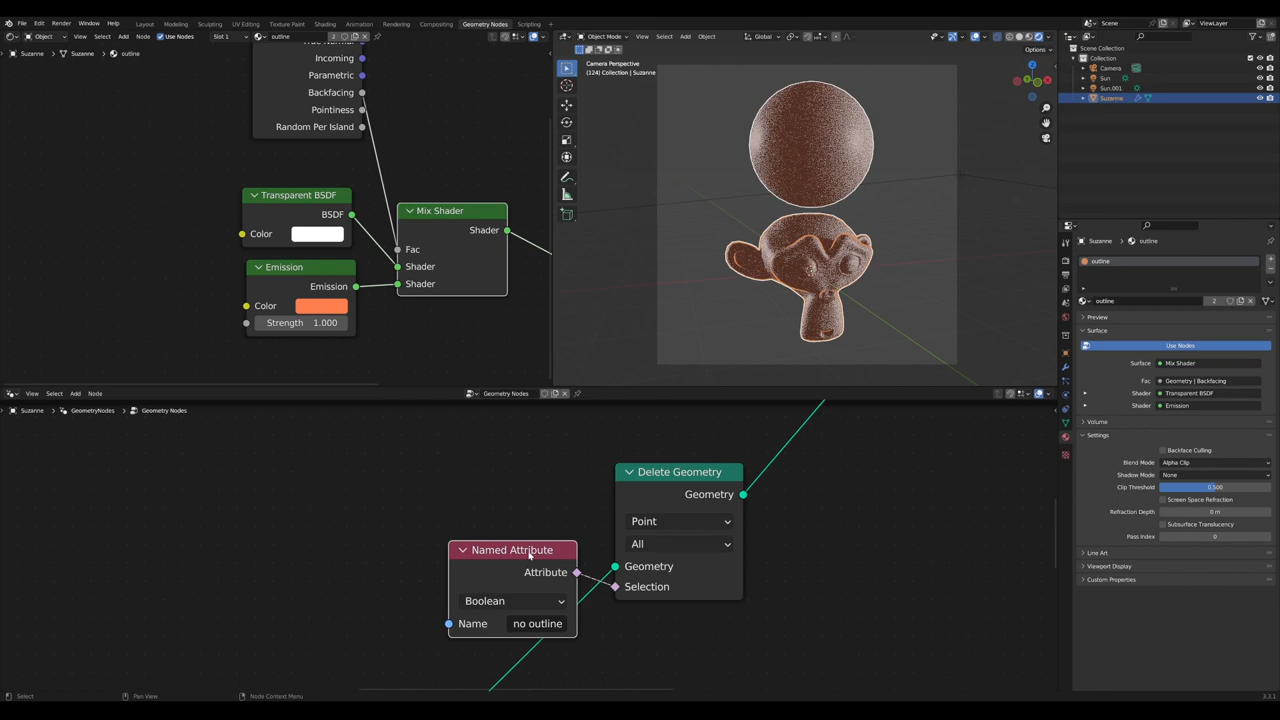 File Edit Render Window Help Layout Modeling Sculpting UV Editing Texture Paint Shading Animation Rendering Compositing Geometry Nodes Scripting
Scene ViewLayer
Object View Select Add Node Use Nodes Slot 1 outline 2
Object Mode View Select Add Object Global
Suzanne Suzanne outline
Options
Incoming
Parametric
Backfacing
Pointiness
Random Per Island
Transparent BSDF
BSDF
Color
Emission
Emission
Color
Strength 1.000
Mix Shader
Shader
Fac
Shader
Shader
Camera Perspective
(124) Collection | Suzanne
Z
Scene Collection
Collection
Camera
Sun
Sun.001
Suzanne
Suzanne outline
outline
outline 2
Preview
Surface
Use Nodes
Surface Mix Shader
Fac Geometry | Backfacing
Shader Transparent BSDF
Shader Emission
Volume
Settings
Backface Culling
Blend Mode Alpha Clip
Shadow Mode None
Clip Threshold 0.500
Screen Space Refraction
Refraction Depth 0 m
Subsurface Translucency
Pass Index 0
Line Art
Viewport Display
Custom Properties
View Select Add Node Geometry Nodes
Suzanne GeometryNodes Geometry Nodes
Delete Geometry
Geometry
Point
All
Geometry
Selection
Named Attribute
Attribute
Boolean
Name no outline
Select Pan View Node Context Menu 3.3.1